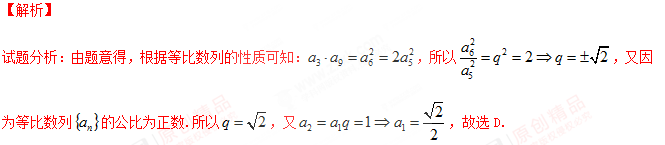 【解析】
试题分析：由题意得，根据等比数列的性质可知：a₃·a₉=a₆²=2a₅²，所以 a₆²/a₅²=q²=2⇒q=±√2，又因
为等比数列{aₙ}的公比为正数.所以 q=√2，又 a₂=a₁q=1⇒a₁=√2/2，故选 D.